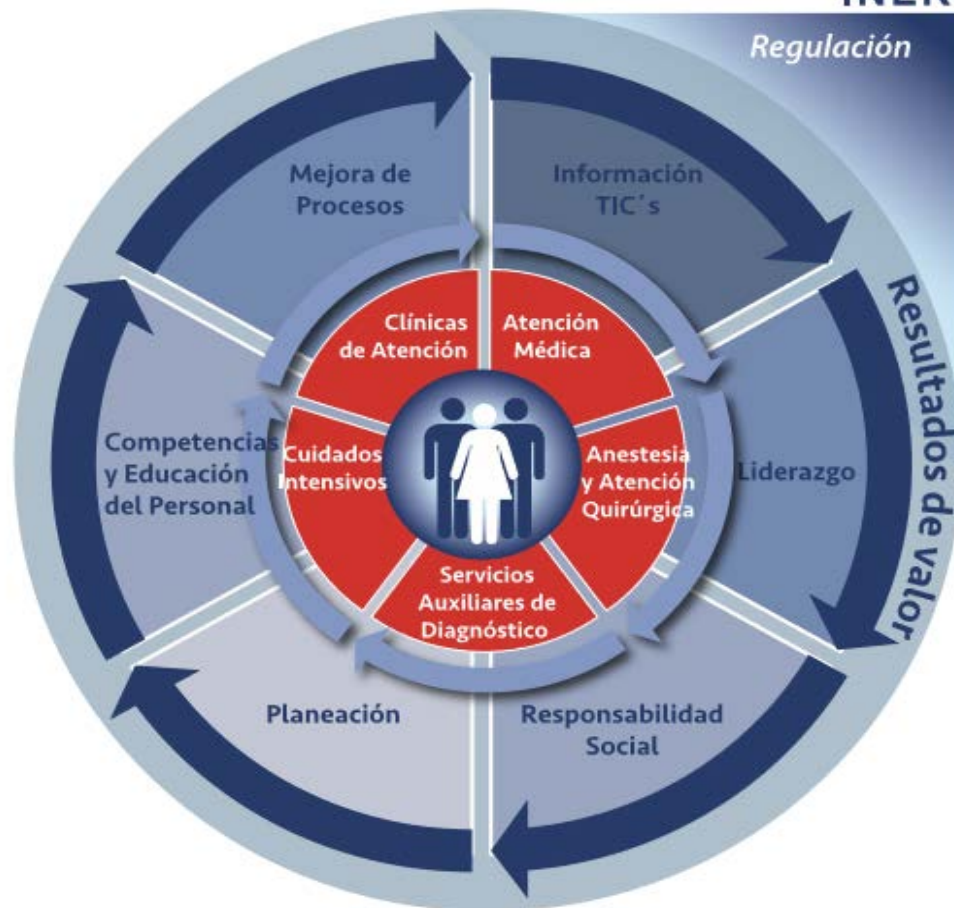 Regulación
Mejora de
Procesos
Información
TIC´s
Clínicas
de Atención
Atención
Médica
Resultados de valor
Competencias
y Educación
del Personal
Cuidados
Intensivos
Anestesia
y Atención
Quirúrgica
Liderazgo
Servicios
Auxiliares de
Diagnóstico
Planeación
Responsabilidad
Social